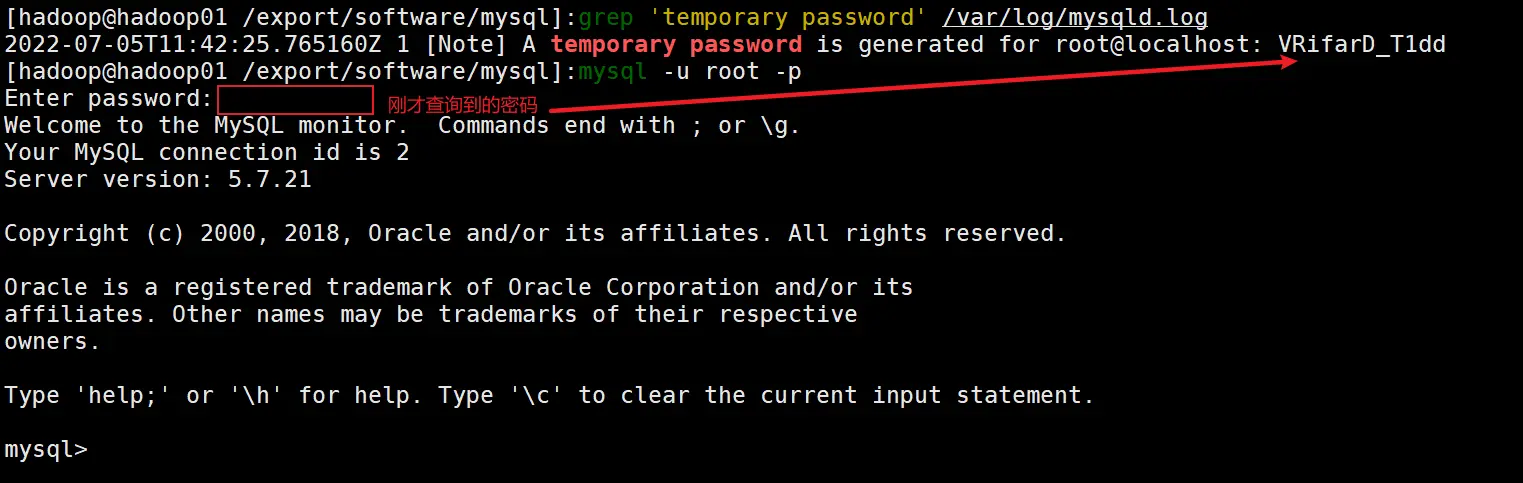 [hadoop@hadoop01 /export/software/mysql]:grep 'temporary password' /var/log/mysqld.log
2022-07-05T11:42:25.765160Z 1 [Note] A temporary password is generated for root@localhost: VRifarD_T1dd
[hadoop@hadoop01 /export/software/mysql]:mysql -u root -p
Enter password: 刚才查询到的密码
Welcome to the MySQL monitor.  Commands end with ; or \g.
Your MySQL connection id is 2
Server version: 5.7.21
Copyright (c) 2000, 2018, Oracle and/or its affiliates. All rights reserved.
Oracle is a registered trademark of Oracle Corporation and/or its
affiliates. Other names may be trademarks of their respective
owners.
Type 'help;' or '\h' for help. Type '\c' to clear the current input statement.
mysql>